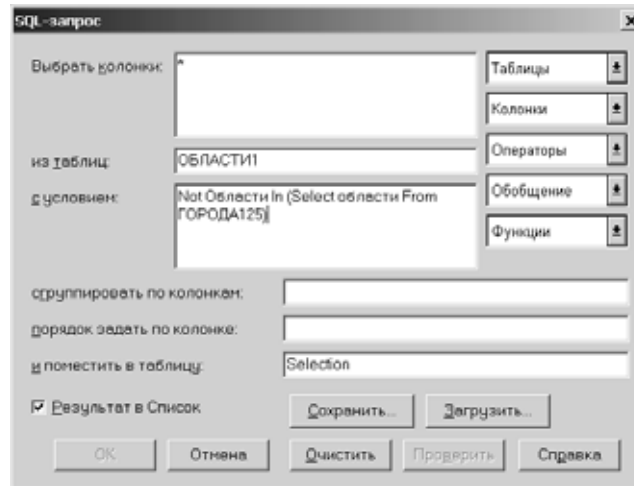 SQL-запрос
Выбрать колонки: *
Таблицы
Колонки
Операторы
Обобщение
Функции
из таблиц: ОБЛАСТИ1
с условием: Not Области In (Select области From
ГОРОДА125)
сгруппировать по колонкам:
порядок задать по колонке:
и поместить в таблицу: Selection
Результат в Список
Сохранить... Загрузить...
OK Отмена Очистить Проверить Справка